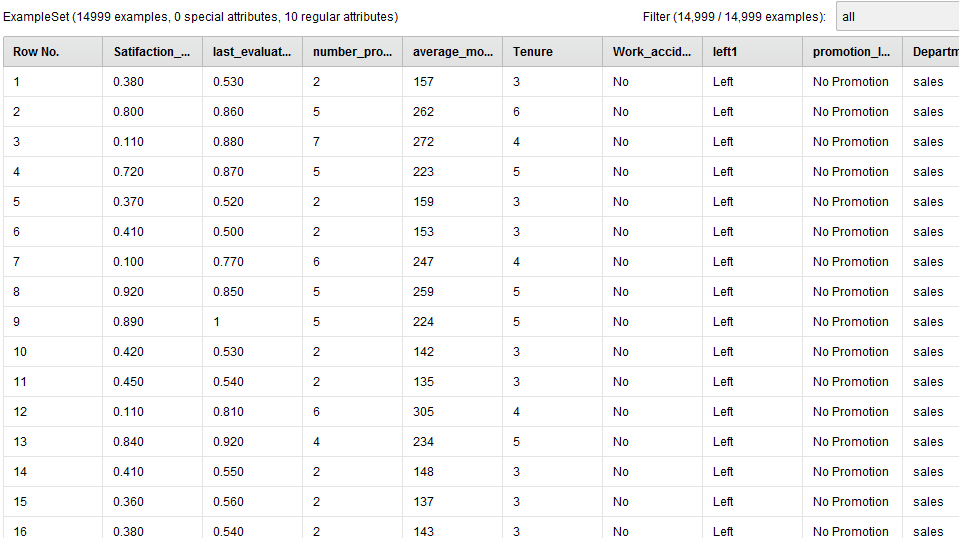 ExampleSet (14999 examples, 0 special attributes, 10 regular attributes) Filter (14,999 / 14,999 examples): all
Row No. Satifaction_... last_evaluat... number_pro... average_mo... Tenure Work_accid... left1 promotion_l... Departm
1 0.380 0.530 2 157 3 No Left No Promotion sales
2 0.800 0.860 5 262 6 No Left No Promotion sales
3 0.110 0.880 7 272 4 No Left No Promotion sales
4 0.720 0.870 5 223 5 No Left No Promotion sales
5 0.370 0.520 2 159 3 No Left No Promotion sales
6 0.410 0.500 2 153 3 No Left No Promotion sales
7 0.100 0.770 6 247 4 No Left No Promotion sales
8 0.920 0.850 5 259 5 No Left No Promotion sales
9 0.890 1 5 224 5 No Left No Promotion sales
10 0.420 0.530 2 142 3 No Left No Promotion sales
11 0.450 0.540 2 135 3 No Left No Promotion sales
12 0.110 0.810 6 305 4 No Left No Promotion sales
13 0.840 0.920 4 234 5 No Left No Promotion sales
14 0.410 0.550 2 148 3 No Left No Promotion sales
15 0.360 0.560 2 137 3 No Left No Promotion sales
16 0.380 0.540 2 143 3 No Left No Promotion sales